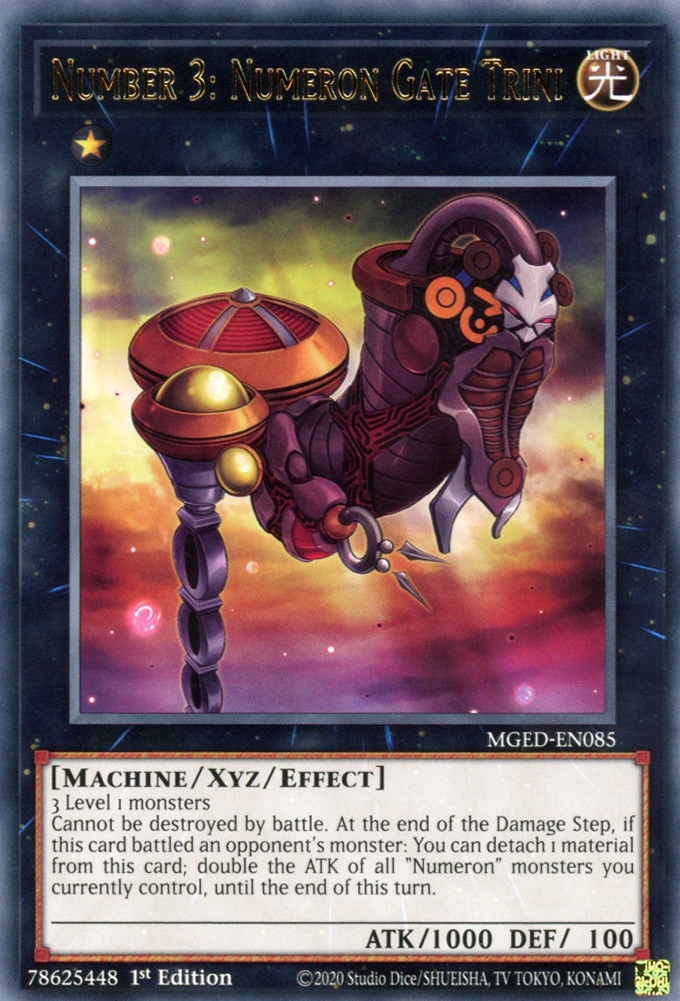 NUMBER 3: NUMERON GATE TRINI
LIGHT
光
MGED-EN085
[MACHINE/XYZ/EFFECT]
3 Level 1 monsters
Cannot be destroyed by battle. At the end of the Damage Step, if
this card battled an opponent's monster: You can detach 1 material
from this card; double the ATK of all "Numeron" monsters you
currently control, until the end of this turn.
ATK/1000 DEF/ 100
78625448 1st Edition ©2020 Studio Dice/SHUEISHA, TV TOKYO, KONAMI